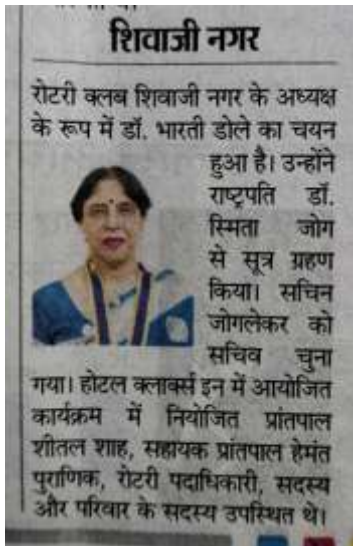 शिवाजी नगर
रोटरी क्लब शिवाजी नगर के अध्यक्ष
के रूप में डॉ. भारती डोले का चयन
हुआ है। उन्होंने
राष्ट्रपति डॉ.
स्मिता जोग
से सूत्र ग्रहण
किया। सचिन
जोगलेकर को
सचिव चुना
गया। होटल क्लार्क्स इन में आयोजित
कार्यक्रम में नियोजित प्रांतपाल
शीतल शाह, सहायक प्रांतपाल हेमंत
पुराणिक, रोटरी पदाधिकारी, सदस्य
और परिवार के सदस्य उपस्थित थे।